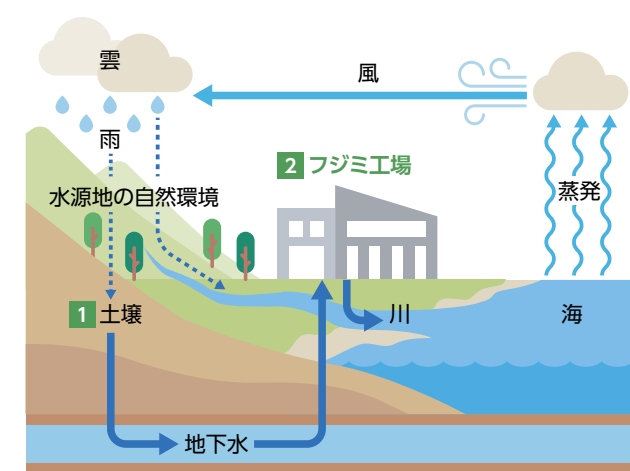 雲
風
雨
2 フジミ工場
水源地の自然環境
蒸発
1 土壌
川
海
地下水